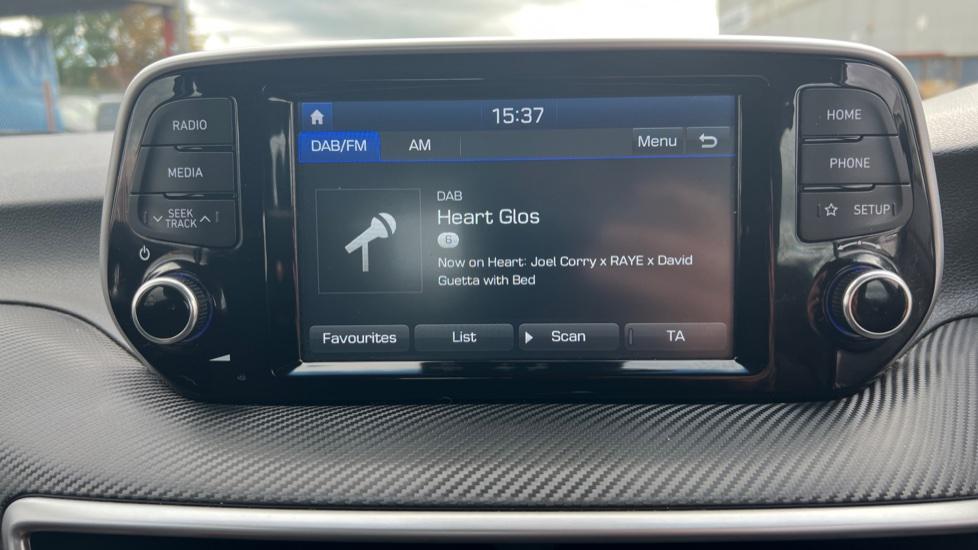 15:37
DAB/FM
AM
Menu
DAB
Heart Glos
6
Now on Heart: Joel Corry x RAYE x David
Guetta with Bed
Favourites
List
Scan
TA
RADIO
MEDIA
SEEK
TRACK
HOME
PHONE
SETUP